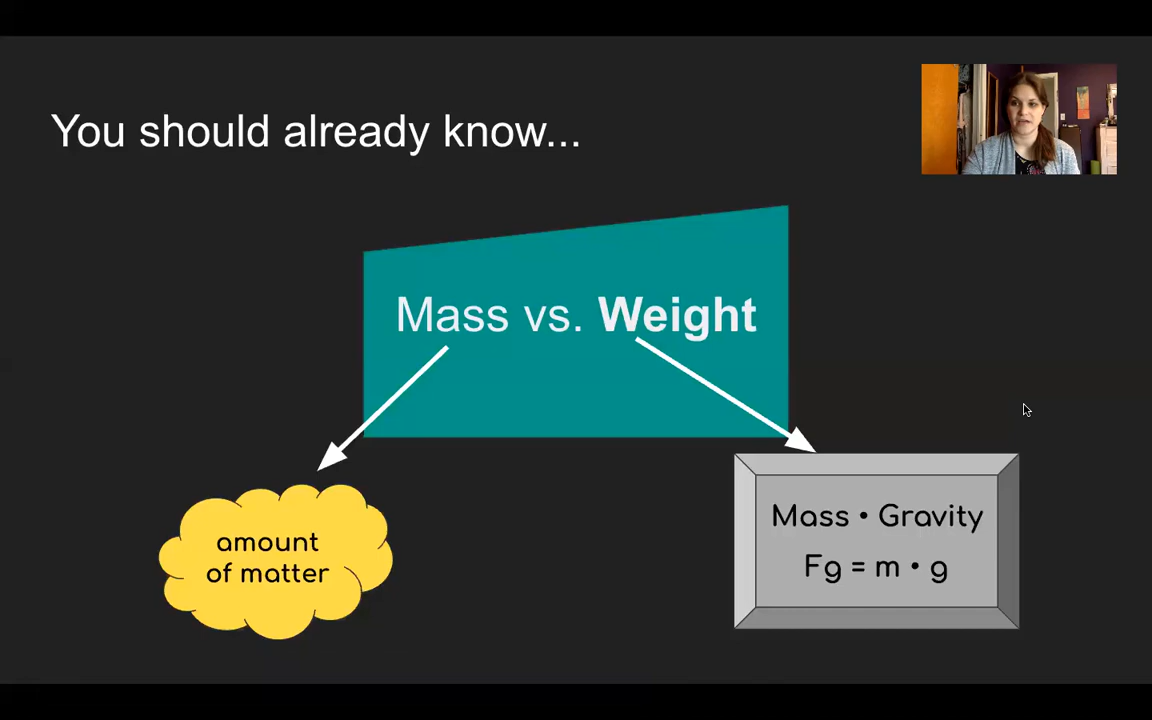 You should already know...
Mass vs. Weight
amount
of matter
Mass • Gravity
Fg = m • g